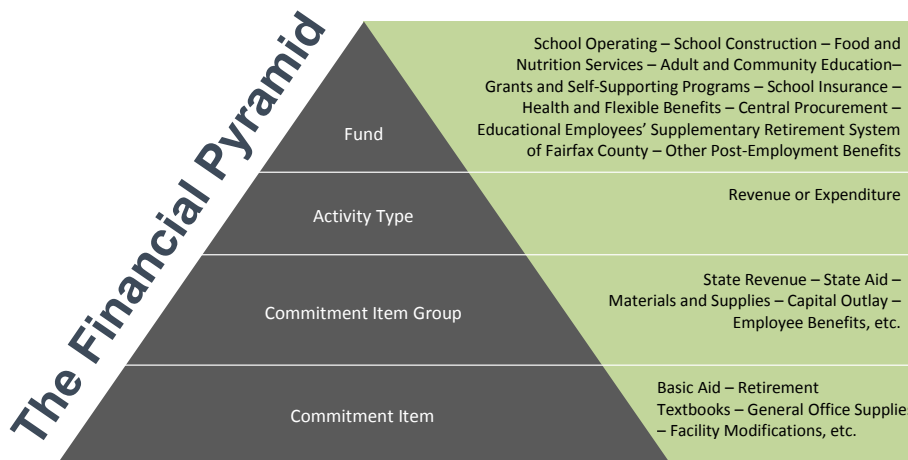 The Financial Pyramid
Fund
School Operating – School Construction – Food and
Nutrition Services – Adult and Community Education–
Grants and Self-Supporting Programs – School Insurance –
Health and Flexible Benefits – Central Procurement –
Educational Employees’ Supplementary Retirement System
of Fairfax County – Other Post-Employment Benefits
Activity Type
Revenue or Expenditure
Commitment Item Group
State Revenue – State Aid –
Materials and Supplies – Capital Outlay –
Employee Benefits, etc.
Commitment Item
Basic Aid – Retirement
Textbooks – General Office Supplies
– Facility Modifications, etc.